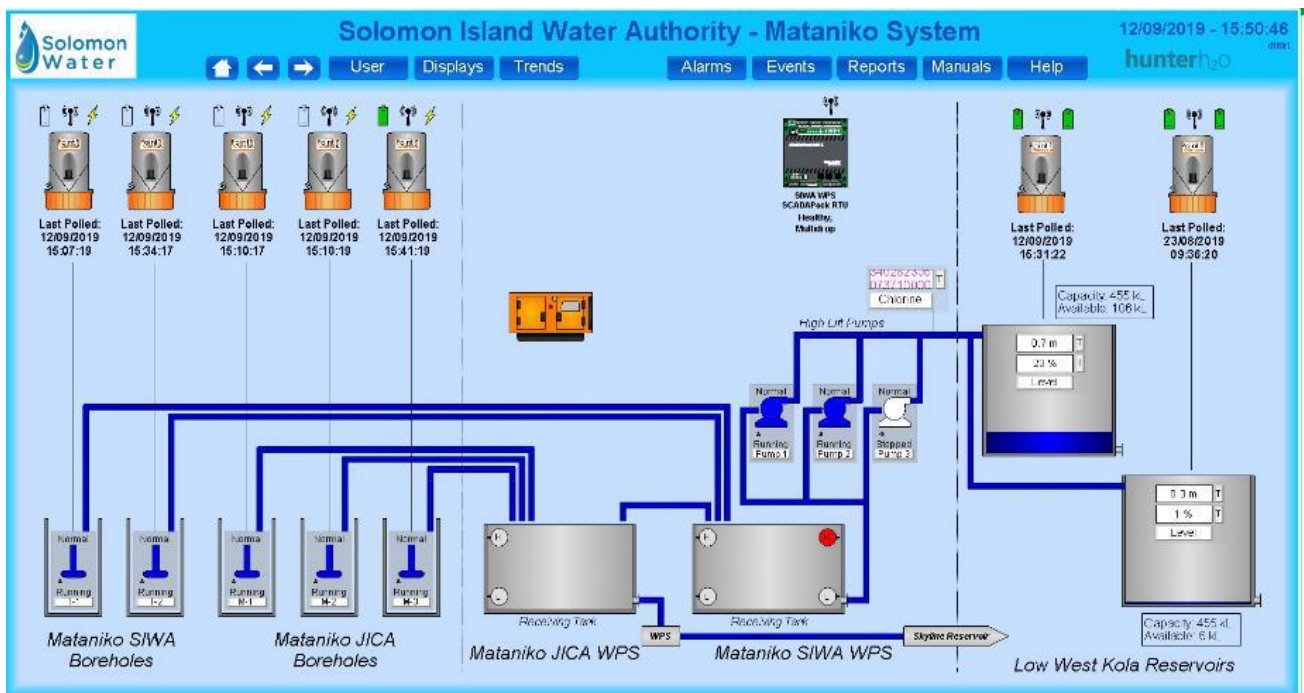 Solomon
Water
Solomon Island Water Authority - Mataniko System
12/09/2019 - 15:50:46
hunterh2o
User
Displays
Trends
Alarms
Events
Reports
Manuals
Help
Last Polled:
12/09/2019
15:07:19
Last Polled:
12/09/2019
15:34:17
Last Polled:
12/09/2019
15:10:17
Last Polled:
12/09/2019
15:10:19
Last Polled:
12/09/2019
15:41:19
SIWA WPS
SCADAPack RTU
Healthy,
Multidrop
Last Polled:
12/09/2019
15:31:22
Last Polled:
23/08/2019
09:36:20
T
Chlorine
High Lift Pumps
Capacity: 455 kL
Available: 106 kL
0.7 m
T
23 %
T
Level
Normal
Running
Pump 1
Normal
Running
Pump 2
Normal
Stopped
Pump 3
0.3 m
T
1 %
T
Level
Capacity: 455 kL
Available: 6 kL
Normal
Running
T-1
Normal
Running
T-2
Normal
Running
M-1
Normal
Running
M-2
Normal
Running
M-3
H
L
Receiving Tank
H
H
L
L
Receiving Tank
WPS
Skyline Reservoir
Mataniko SIWA
Boreholes
Mataniko JICA
Boreholes
Mataniko JICA WPS
Mataniko SIWA WPS
Low West Kola Reservoirs